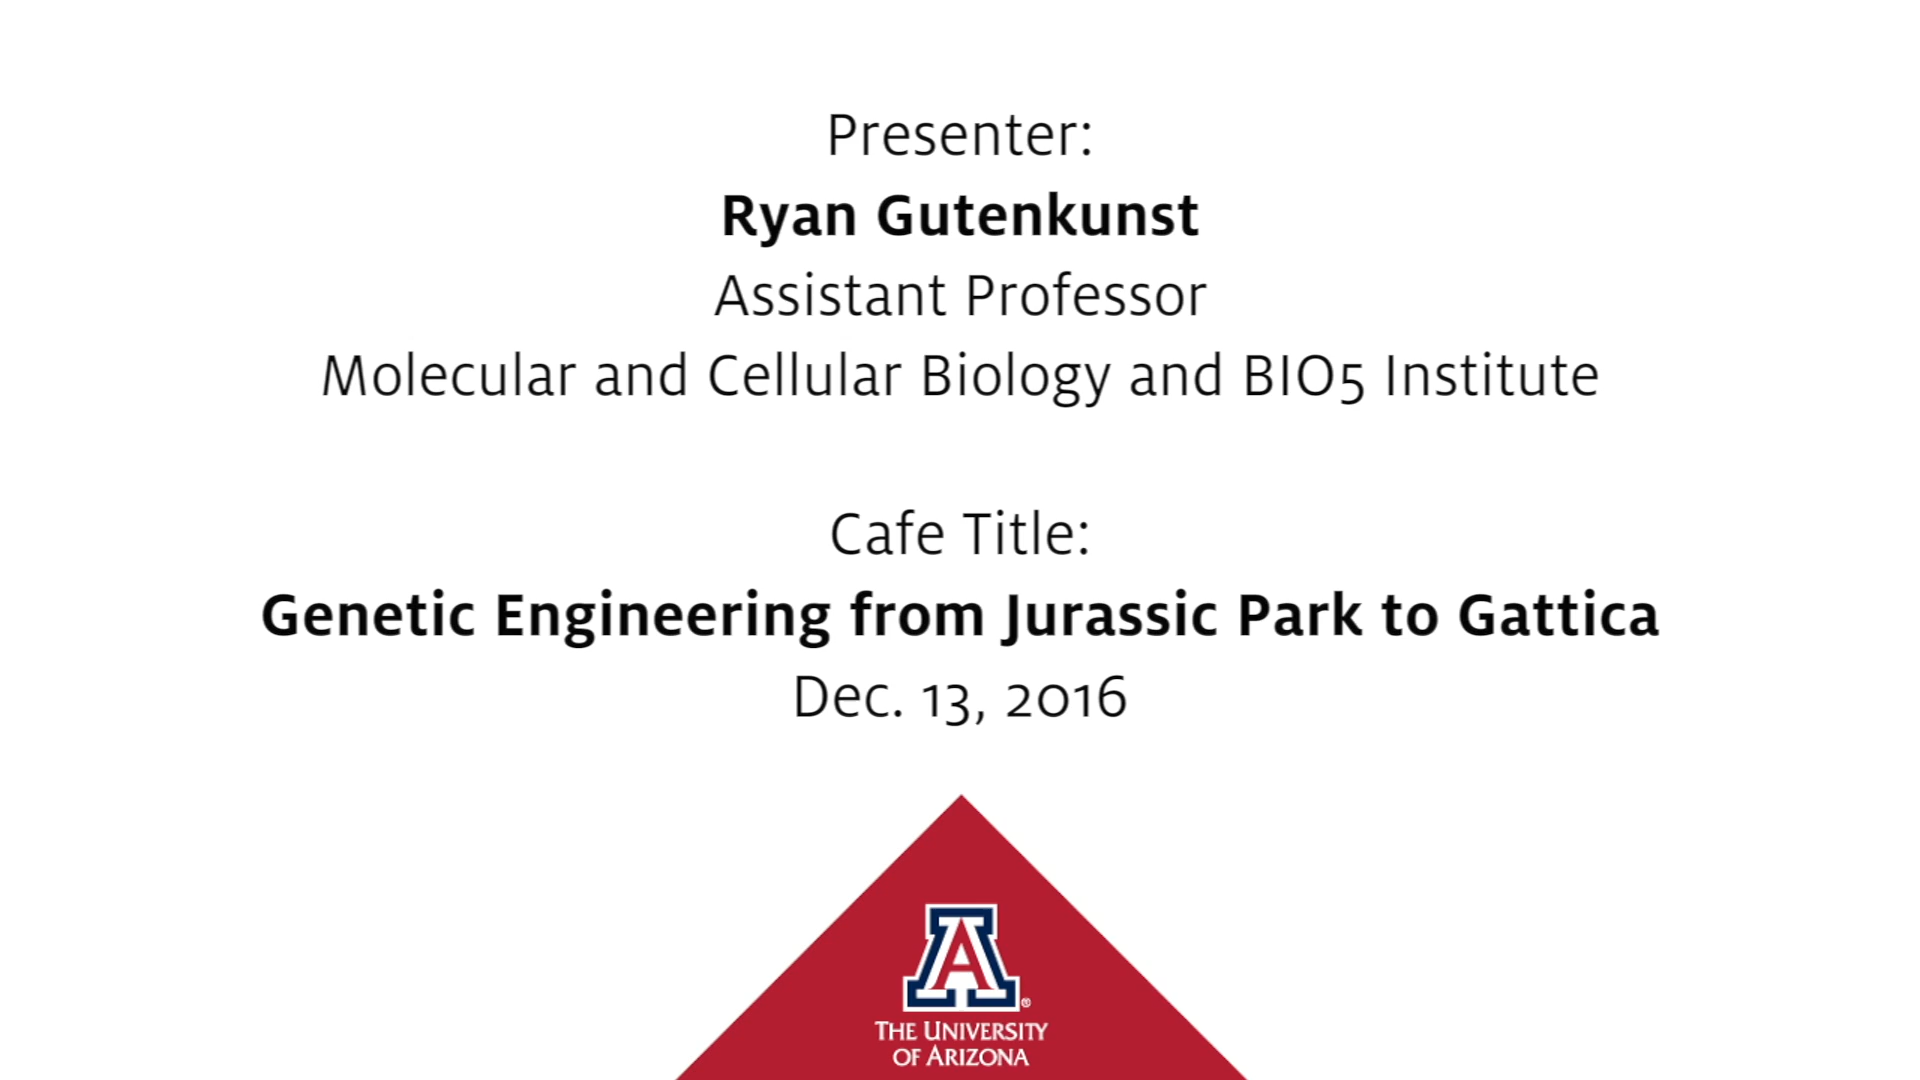 Presenter:
Ryan Gutenkunst
Assistant Professor
Molecular and Cellular Biology and BIO5 Institute
Cafe Title:
Genetic Engineering from Jurassic Park to Gattica
Dec. 13, 2016
A®
THE UNIVERSITY
OF ARIZONA